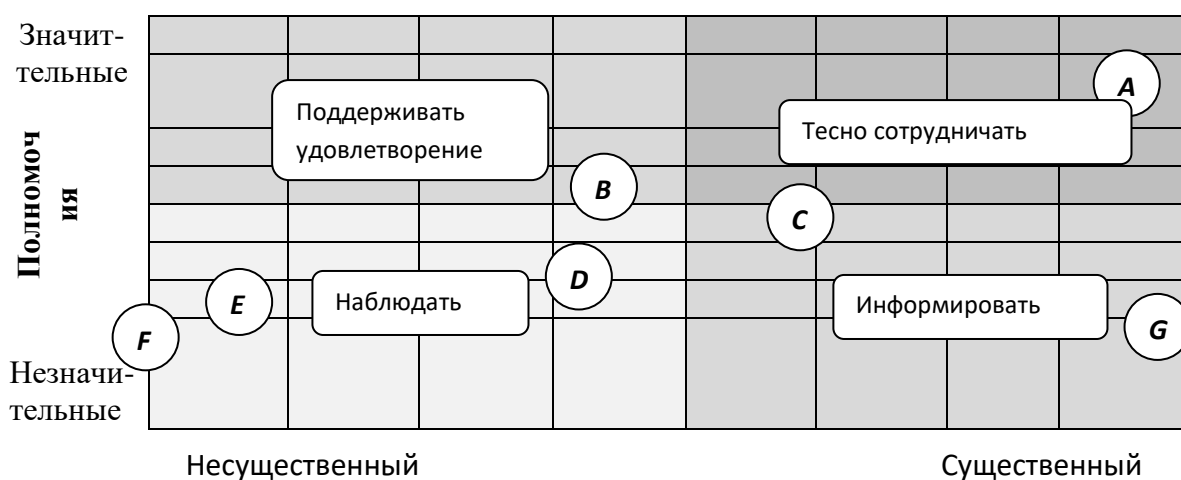 Значит-
тельные
Полномоч
ия
Незначи-
тельные
Поддерживать
удовлетворение
A
Тесно сотрудничать
B
C
D
E
Наблюдать
Информировать
F
G
Несущественный
Существенный